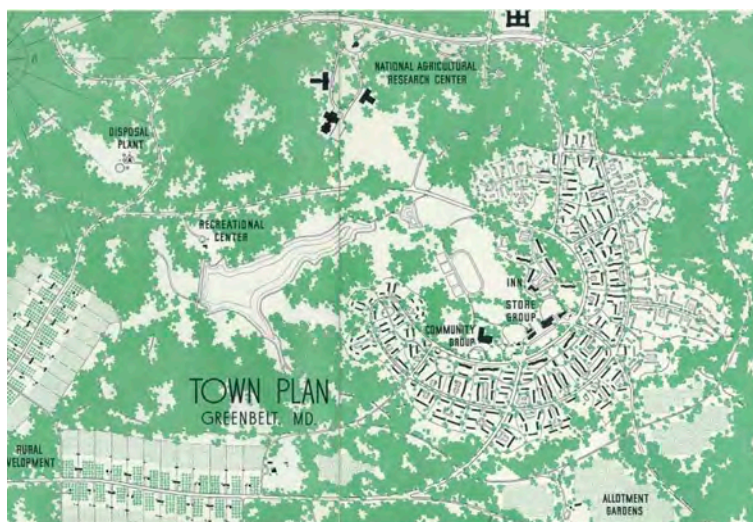 NATIONAL AGRICULTURAL
RESEARCH CENTER
DISPOSAL
PLANT
RECREATIONAL
CENTER
INN
STORE
GROUP
COMMUNITY
GROUP
TOWN PLAN
GREENBELT, MD.
RURAL
VELOPMENT
ALLOTMENT
GARDENS